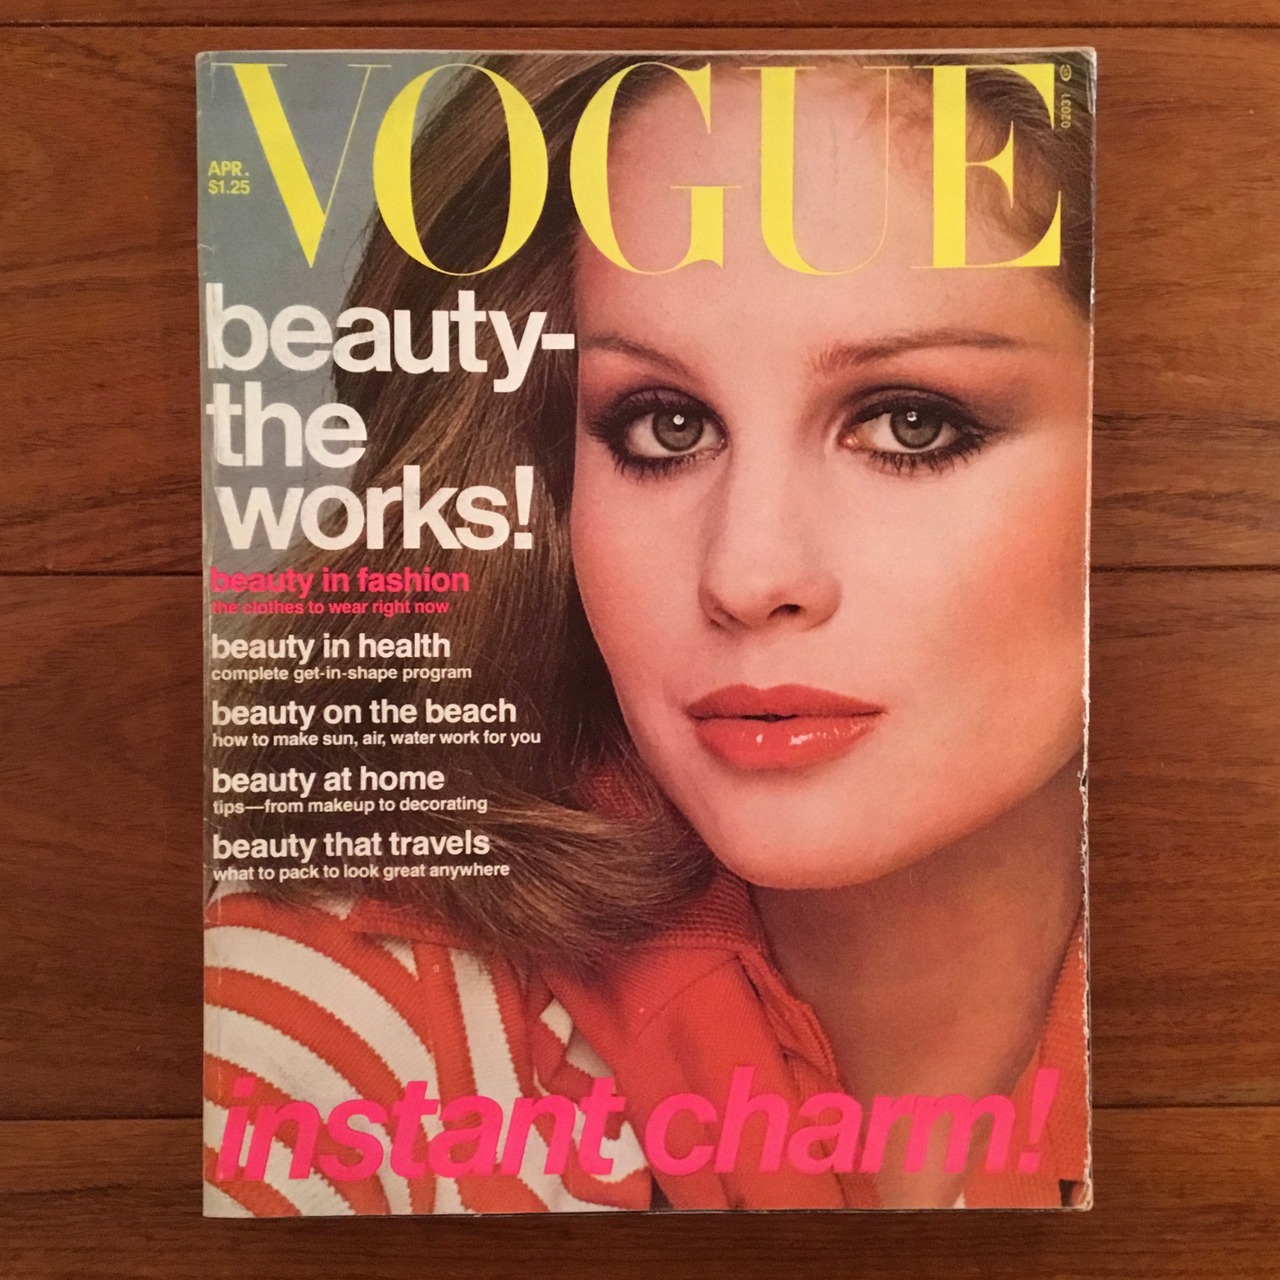 VOGUE
02031
APR.
$1.25
beauty-
the
works!
beauty in fashion
the clothes to wear right now
beauty in health
complete get-in-shape program
beauty on the beach
how to make sun, air, water work for you
beauty at home
tips—from makeup to decorating
beauty that travels
what to pack to look great anywhere
instant charm!